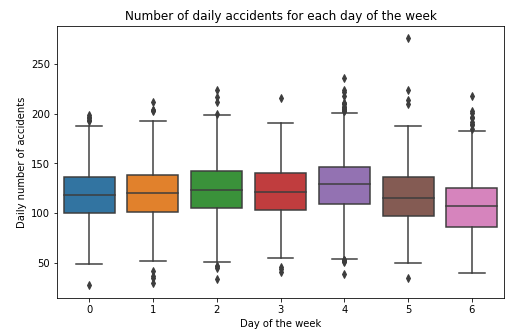 Number of daily accidents for each day of the week
Daily number of accidents
250
200
150
100
50
0 1 2 3 4 5 6
Day of the week